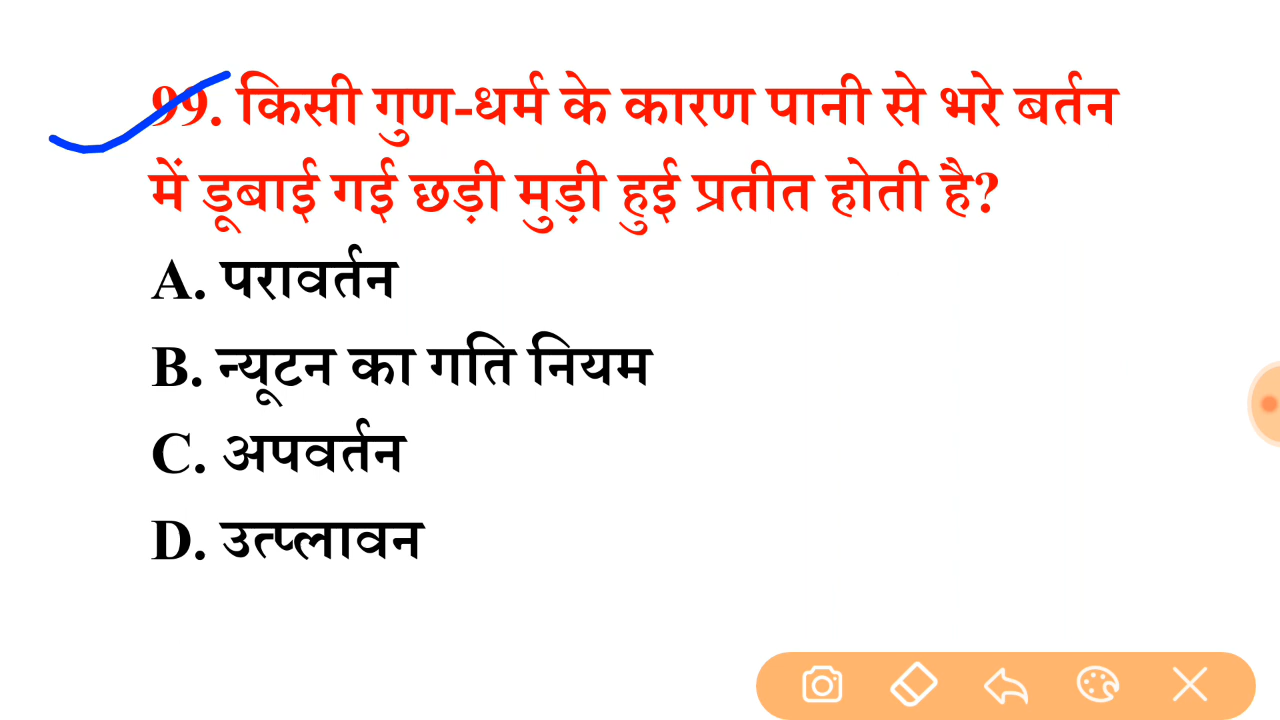 99. किसी गुण-धर्म के कारण पानी से भरे बर्तन
में डूबाई गई छड़ी मुड़ी हुई प्रतीत होती है?
A. परावर्तन
B. न्यूटन का गति नियम
C. अपवर्तन
D. उत्प्लावन